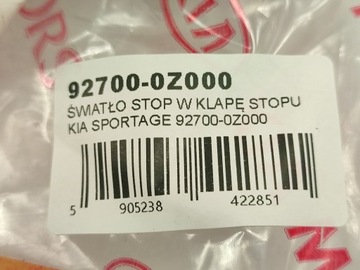 92700-0Z000
ŚWIATŁO STOP W KLAPĘ STOPU
KIA SPORTAGE 92700-0Z000
5 905238 422851